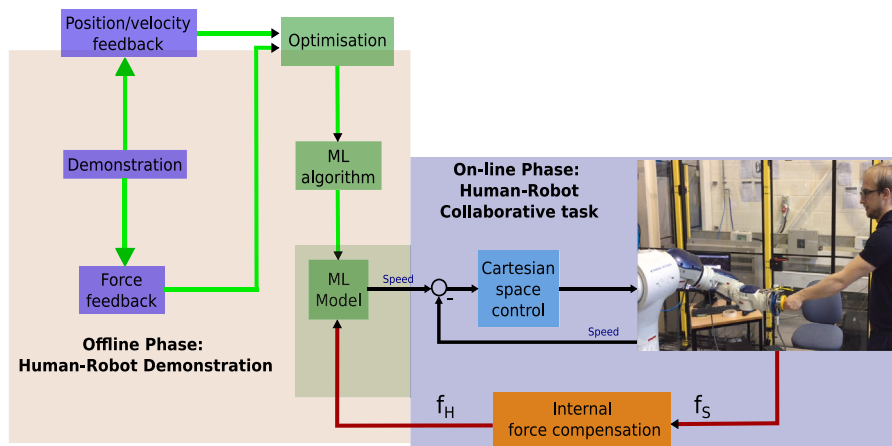 Position/velocity
feedback
Optimisation
Demonstration
ML
algorithm
On-line Phase:
Human-Robot
Collaborative task
Force
feedback
ML
Model
Speed
-
Cartesian
space
control
Speed
Offline Phase:
Human-Robot Demonstration
f_H
Internal
force compensation
f_S